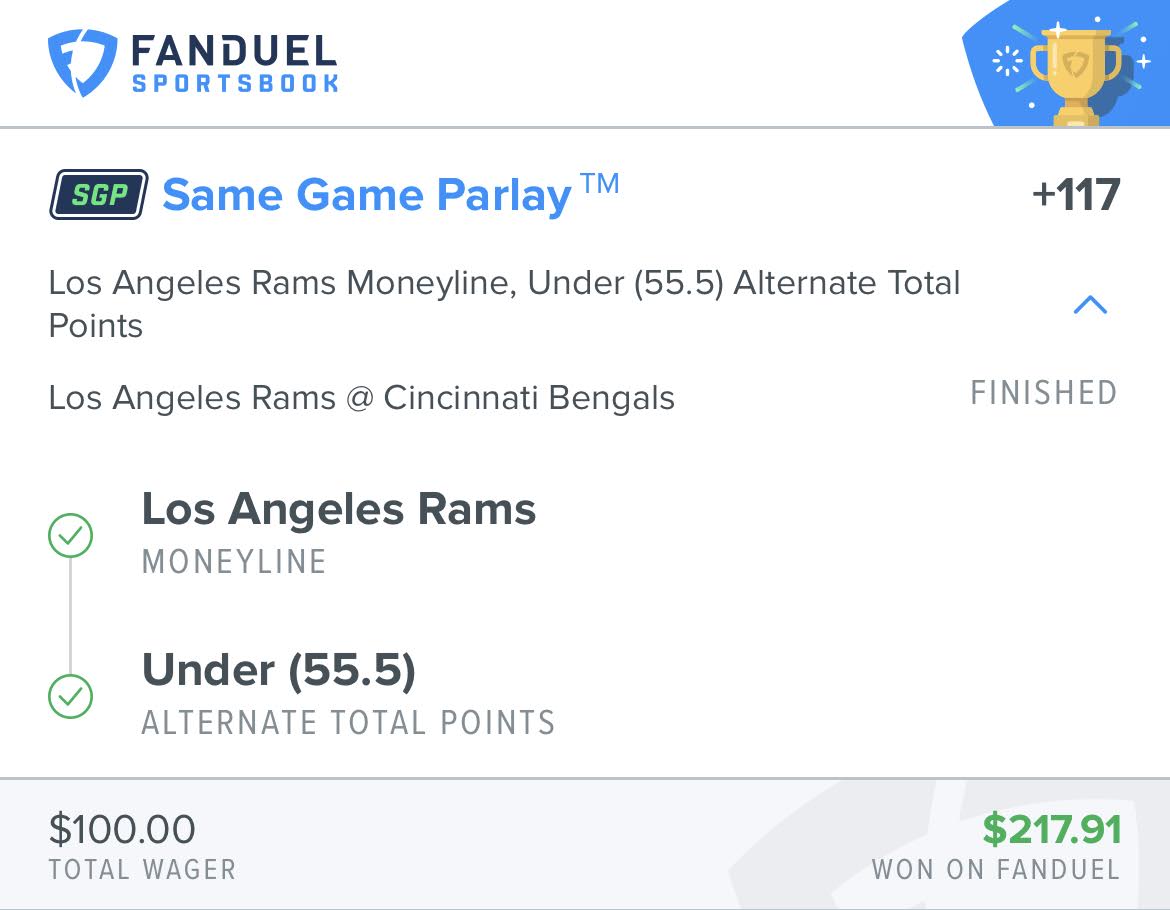 FANDUEL
SPORTSBOOK
SGP Same Game Parlay TM +117
Los Angeles Rams Moneyline, Under (55.5) Alternate Total
Points
Los Angeles Rams @ Cincinnati Bengals FINISHED
Los Angeles Rams
MONEYLINE
Under (55.5)
ALTERNATE TOTAL POINTS
$100.00 $217.91
TOTAL WAGER WON ON FANDUEL